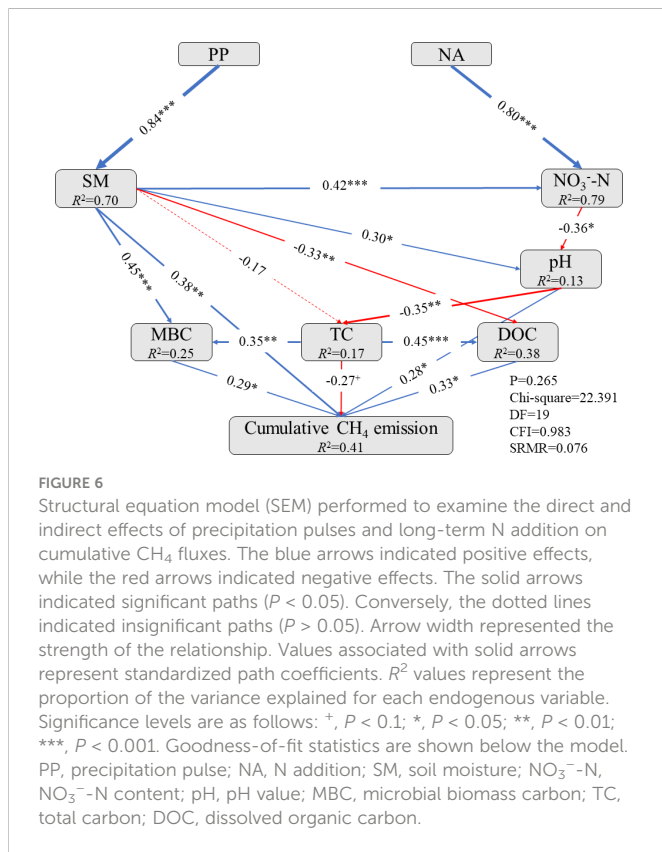 PP
NA
0.84***
0.80***
SM
R²=0.70
0.42***
NO₃⁻-N
R²=0.79
0.30*
-0.36*
-0.33**
-0.17
pH
R²=0.13
0.45***
0.38**
-0.35**
MBC
R²=0.25
0.35**
TC
R²=0.17
0.45***
DOC
R²=0.38
0.29*
-0.27⁺
0.28*
0.33*
P=0.265
Chi-square=22.391
DF=19
CFI=0.983
SRMR=0.076
Cumulative CH₄ emission
R²=0.41
FIGURE 6
Structural equation model (SEM) performed to examine the direct and
indirect effects of precipitation pulses and long-term N addition on
cumulative CH₄ fluxes. The blue arrows indicated positive effects,
while the red arrows indicated negative effects. The solid arrows
indicated significant paths (P < 0.05). Conversely, the dotted lines
indicated insignificant paths (P > 0.05). Arrow width represented the
strength of the relationship. Values associated with solid arrows
represent standardized path coefficients. R² values represent the
proportion of the variance explained for each endogenous variable.
Significance levels are as follows: ⁺, P < 0.1; *, P < 0.05; **, P < 0.01;
***, P < 0.001. Goodness-of-fit statistics are shown below the model.
PP, precipitation pulse; NA, N addition; SM, soil moisture; NO₃⁻-N,
NO₃⁻-N content; pH, pH value; MBC, microbial biomass carbon; TC,
total carbon; DOC, dissolved organic carbon.